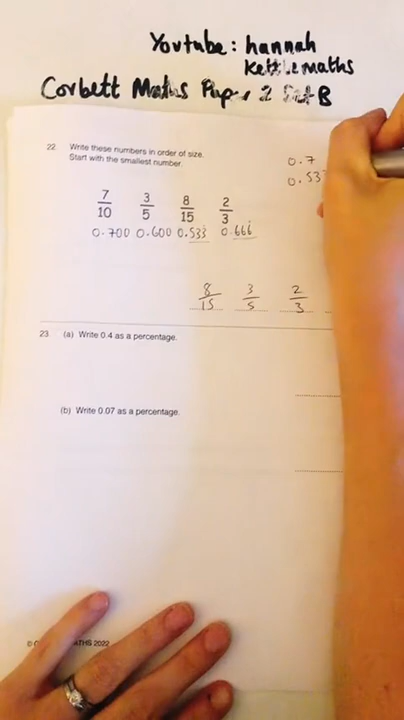 Youtube: hannah
kettlemaths
Corbett Maths Paper 2 Set B
22. Write these numbers in order of size.
Start with the smallest number.
0.7
0.53
7/10 3/5 8/15 2/3
0.700 0.600 0.533 0.666
8/15 3/5 2/3
23. (a) Write 0.4 as a percentage.
(b) Write 0.07 as a percentage.
MATHS 2022